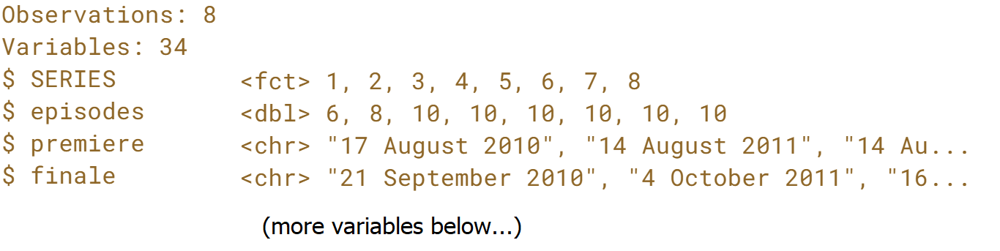 Observations: 8
Variables: 34
$ SERIES <fct> 1, 2, 3, 4, 5, 6, 7, 8
$ episodes <dbl> 6, 8, 10, 10, 10, 10, 10, 10
$ premiere <chr> "17 August 2010", "14 August 2011", "14 Au...
$ finale <chr> "21 September 2010", "4 October 2011", "16...
(more variables below...)